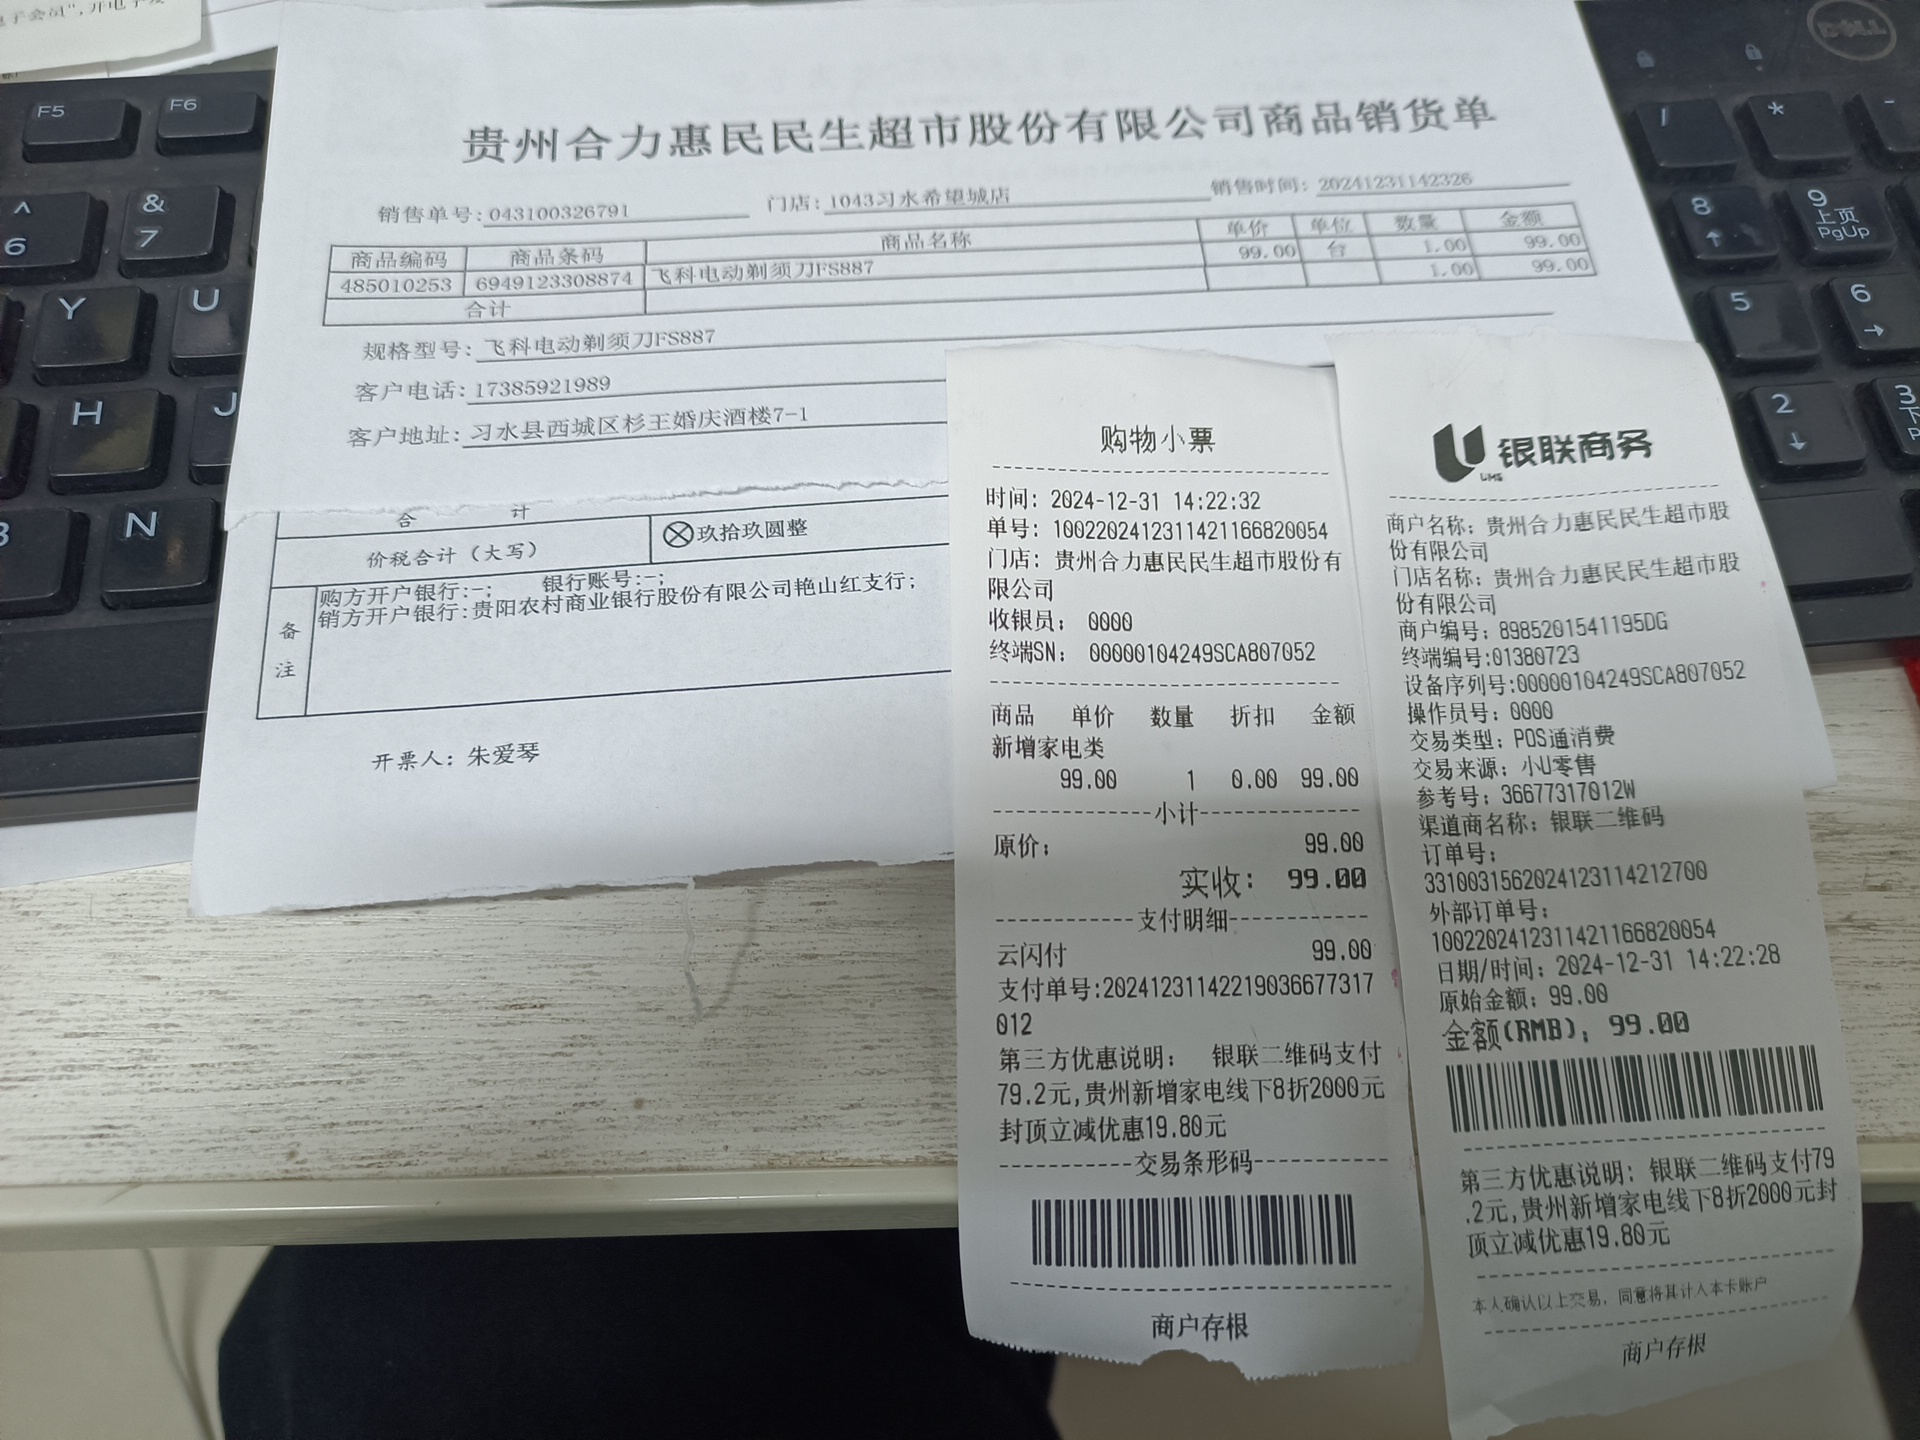 贵州合力惠民民生超市股份有限公司商品销货单
销售单号:043100326791 门店:1043习水希望城店 销售时间:20241231142326
商品编码 商品条码 商品名称 单价 单位 数量 金额
485010253 6949123308874 飞科电动剃须刀FS887 99.00 台 1.00 99.00
合计 1.00 99.00
规格型号:飞科电动剃须刀FS887
客户电话:17385921989
客户地址:习水县西城区杉王婚庆酒楼7-1
合 计
价税合计（大写） ⊗玖拾玖圆整
备注
购方开户银行:-; 银行账号:-;
销方开户银行:贵阳农村商业银行股份有限公司艳山红支行;
开票人：朱爱琴
购物小票
时间：2024-12-31 14:22:32
单号：10022024123114211668​20054
门店：贵州合力惠民民生超市股份有
限公司
收银员： 0000
终端SN： 00000104249SCA807052
商品 单价 数量 折扣 金额
新增家电类
99.00 1 0.00 99.00
小计
原价： 99.00
实收： 99.00
支付明细
云闪付 99.00
支付单号:202412311422190366​77317
012
第三方优惠说明： 银联二维码支付
79.2元,贵州新增家电线下8折2000元
封顶立减优惠19.80元
交易条形码
商户存根
银联商务
UMS
商户名称：贵州合力惠民民生超市股
份有限公司
门店名称：贵州合力惠民民生超市股
份有限公司
商户编号：8985201541195DG
终端编号:01380723
设备序列号:00000104249SCA807052
操作员号：0000
交易类型：POS通消费
交易来源：小U零售
参考号：36677317012W
渠道商名称：银联二维码
订单号：
33100315620241231142​12700
外部订单号：
10022024123114211668​20054
日期/时间：2024-12-31 14:22:28
原始金额：99.00
金额(RMB)：99.00
第三方优惠说明：银联二维码支付79
.2元,贵州新增家电线下8折2000元封
顶立减优惠19.80元
本人确认以上交易，同意将其计入本卡账户
商户存根
F5
F6
^
6
&
7
Y
U
H
J
N
DELL
/
*
-
8
9
上页
PgUp
5
6
2
3